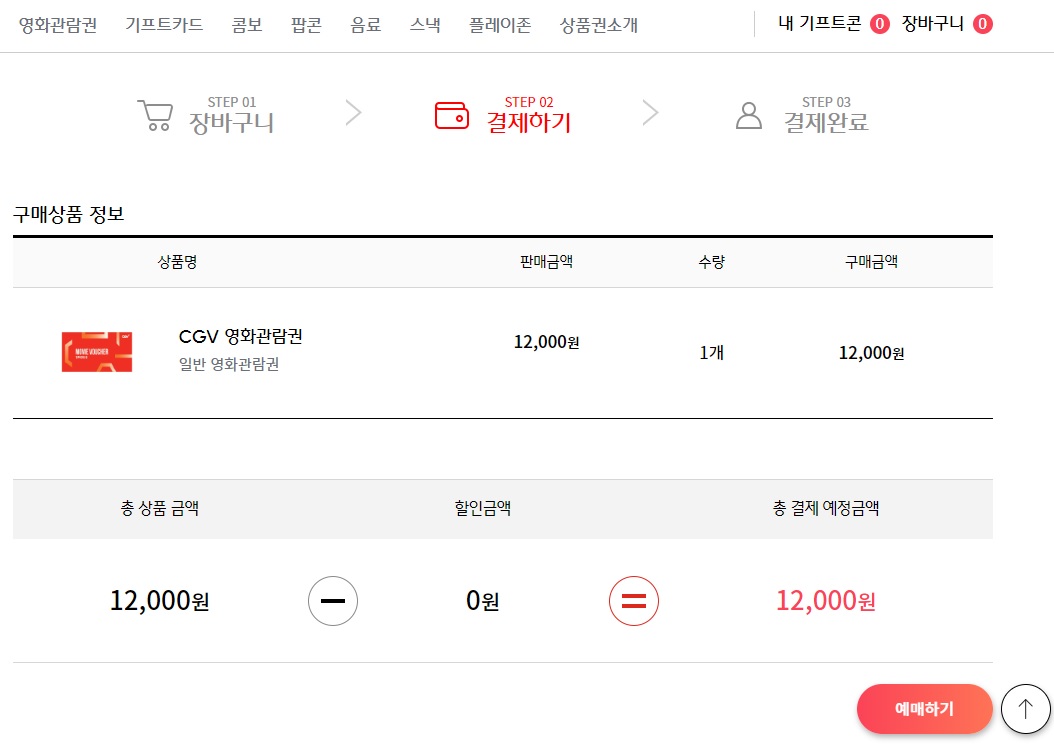 영화관람권 기프트카드 콤보 팝콘 음료 스낵 플레이존 상품권소개 내 기프트콘 0 장바구니 0
STEP 01 STEP 02 STEP 03
장바구니 결제하기 결제완료
구매상품 정보
상품명 판매금액 수량 구매금액
CGV 영화관람권 12,000원 1개 12,000원
MOVIE VOUCHER
일반 영화관람권
총 상품 금액 할인금액 총 결제 예정금액
12,000원 0원 12,000원
예매하기